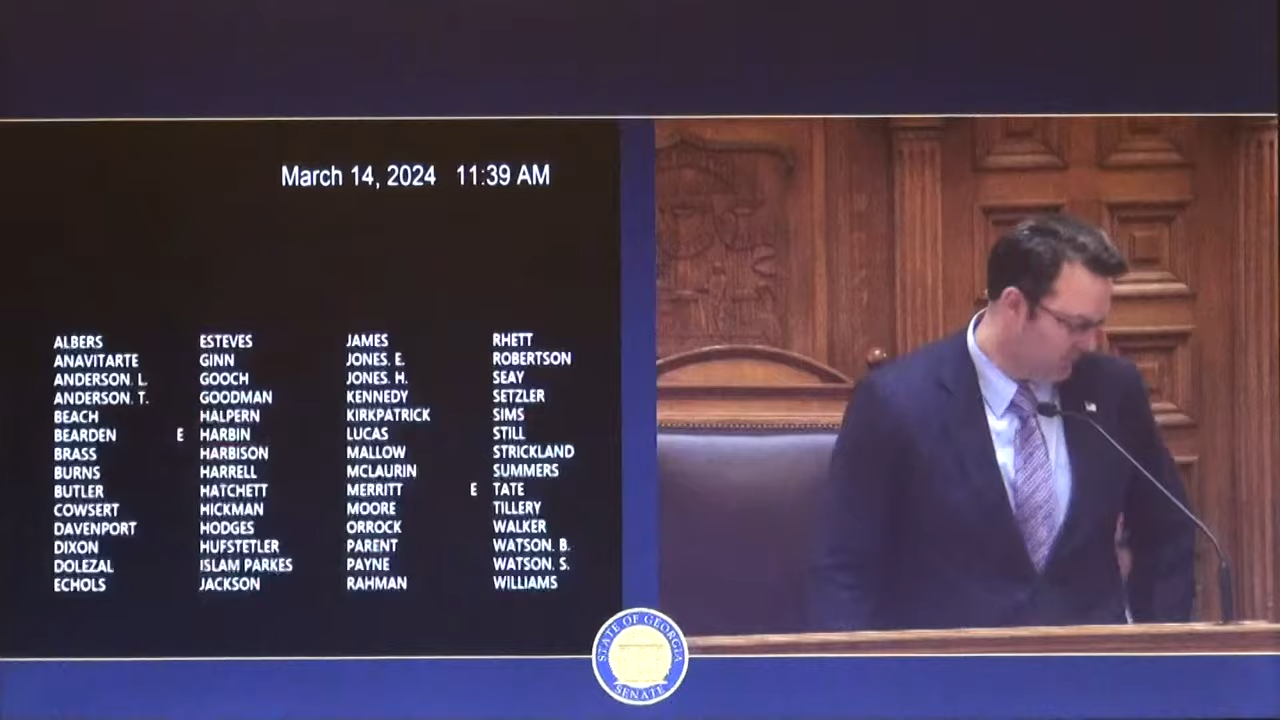 March 14, 2024 11:39 AM
ALBERS ESTEVES JAMES RHETT
ANAVITARTE GINN JONES. E. ROBERTSON
ANDERSON. L. GOOCH JONES. H. SEAY
ANDERSON. T. GOODMAN KENNEDY SETZLER
BEACH HALPERN KIRKPATRICK SIMS
BEARDEN E HARBIN LUCAS STILL
BRASS HARBISON MALLOW STRICKLAND
BURNS HARRELL MCLAURIN SUMMERS
BUTLER HATCHETT MERRITT E TATE
COWSERT HICKMAN MOORE TILLERY
DAVENPORT HODGES ORROCK WALKER
DIXON HUFSTETLER PARENT WATSON. B.
DOLEZAL ISLAM PARKES PAYNE WATSON. S.
ECHOLS JACKSON RAHMAN WILLIAMS
STATE OF GEORGIA
SENATE